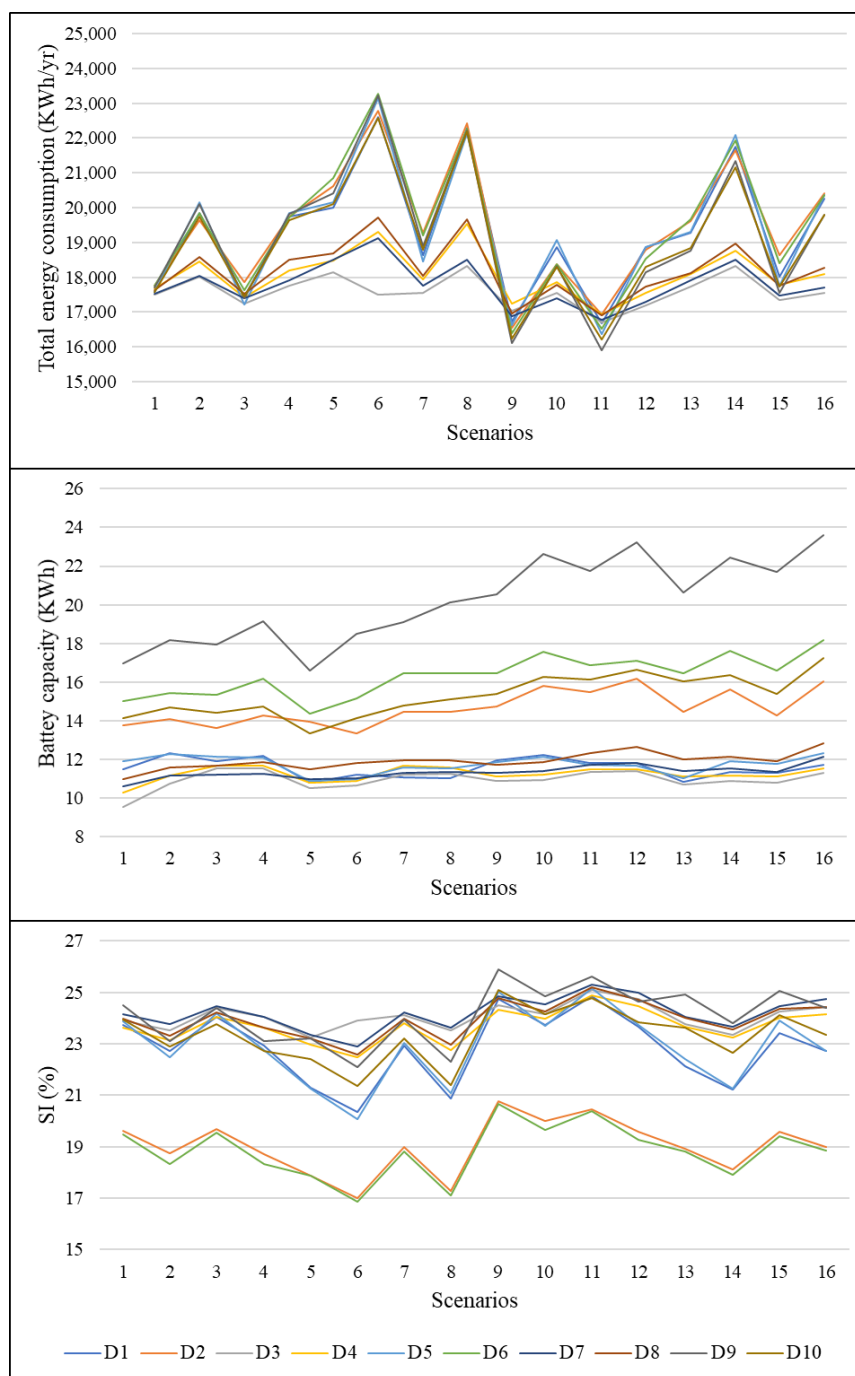 Total energy consumption (KWh/yr)
25,000
24,000
23,000
22,000
21,000
20,000
19,000
18,000
17,000
16,000
15,000
1 2 3 4 5 6 7 8 9 10 11 12 13 14 15 16
Scenarios
Battey capacity (KWh)
26
24
22
20
18
16
14
12
10
8
1 2 3 4 5 6 7 8 9 10 11 12 13 14 15 16
Scenarios
SI (%)
27
25
23
21
19
17
15
1 2 3 4 5 6 7 8 9 10 11 12 13 14 15 16
Scenarios
D1 D2 D3 D4 D5 D6 D7 D8 D9 D10